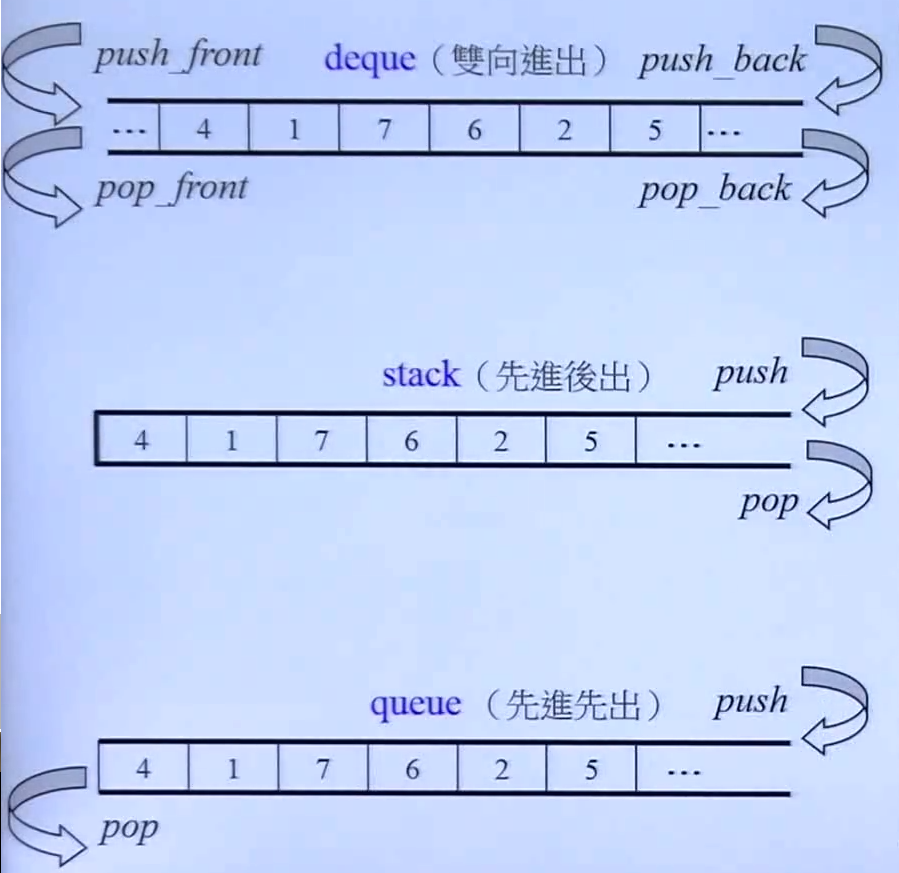 push_front deque（雙向進出） push_back
... 4 1 7 6 2 5 ...
pop_front pop_back
stack（先進後出） push
4 1 7 6 2 5 ...
pop
queue （先進先出） push
4 1 7 6 2 5 ...
pop